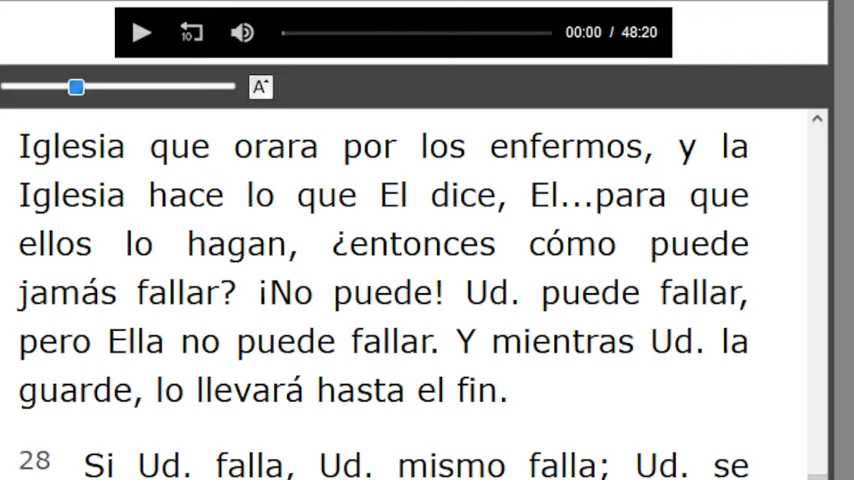 10
00:00 / 48:20
A
Iglesia que orara por los enfermos, y la
Iglesia hace lo que El dice, El...para que
ellos lo hagan, ¿entonces cómo puede
jamás fallar? ¡No puede! Ud. puede fallar,
pero Ella no puede fallar. Y mientras Ud. la
guarde, lo llevará hasta el fin.
28 Si Ud. falla, Ud. mismo falla; Ud. se